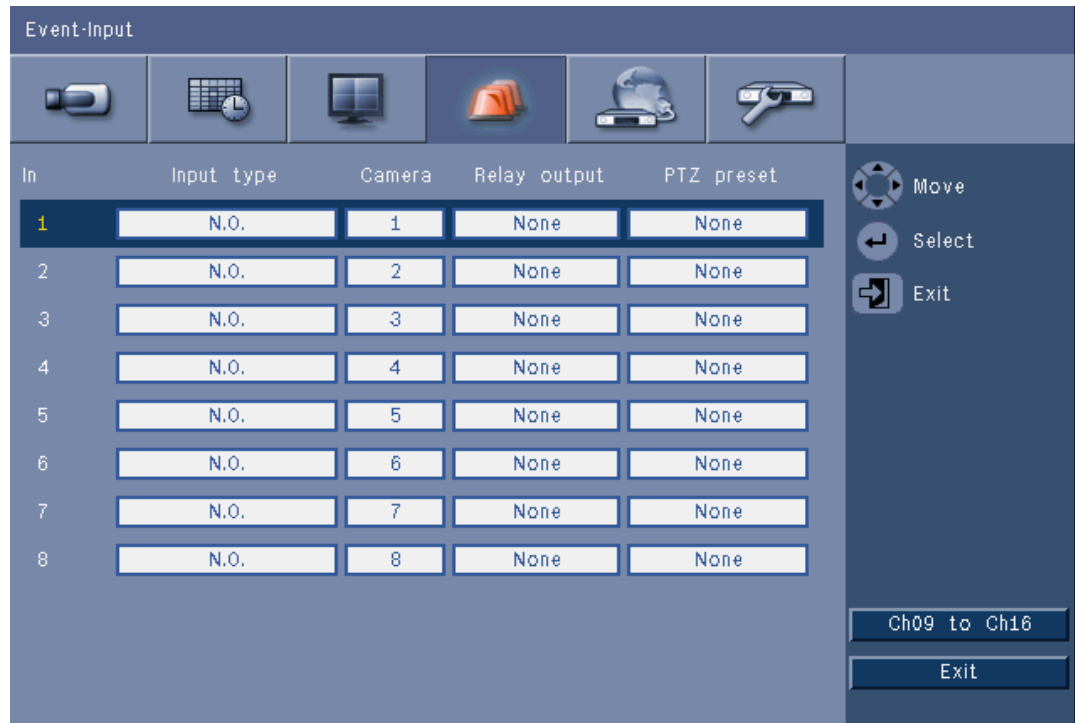 Event-Input
In Input type Camera Relay output PTZ preset
1 N.O. 1 None None
2 N.O. 2 None None
3 N.O. 3 None None
4 N.O. 4 None None
5 N.O. 5 None None
6 N.O. 6 None None
7 N.O. 7 None None
8 N.O. 8 None None
Move
Select
Exit
Ch09 to Ch16
Exit